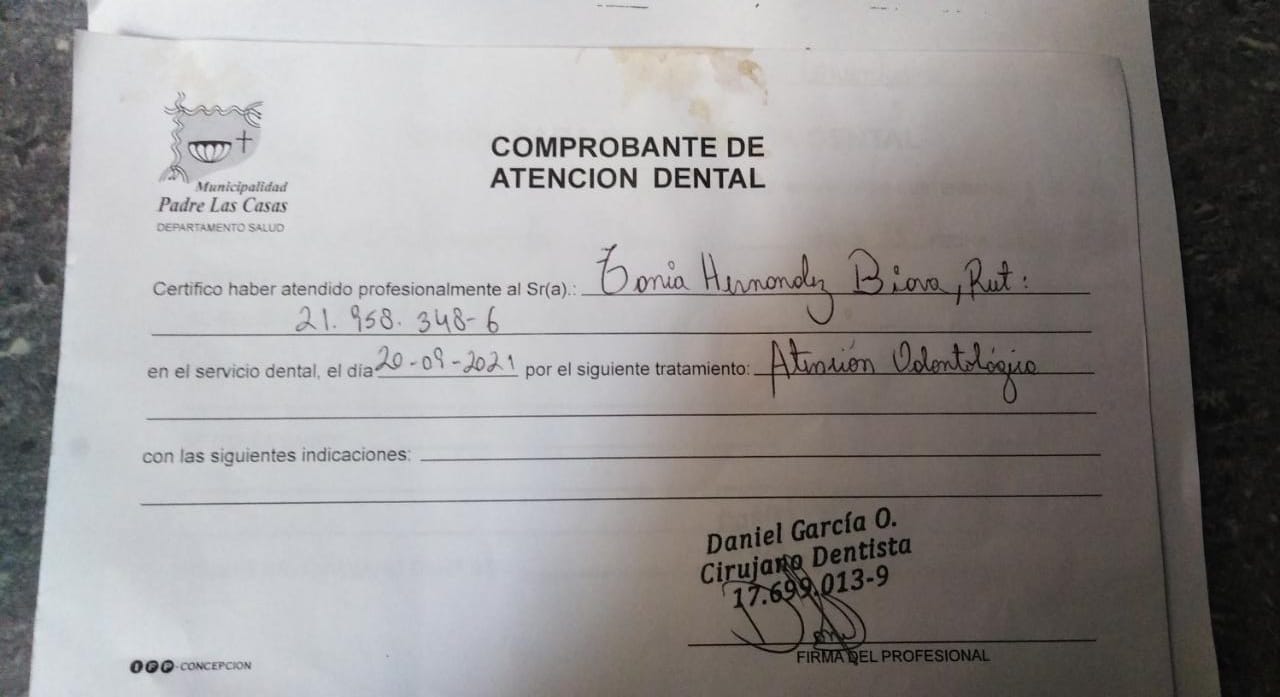 Municipalidad
Padre Las Casas
DEPARTAMENTO SALUD
COMPROBANTE DE
ATENCION DENTAL
Certifico haber atendido profesionalmente al Sr(a).: Tonia Hernandez Biova, Rut:
21.958.348-6
en el servicio dental, el día 20-09-2021 por el siguiente tratamiento: Atención Odontológica
con las siguientes indicaciones:
Daniel García O.
Cirujano Dentista
17.699.013-9
FIRMA DEL PROFESIONAL
-CONCEPCION